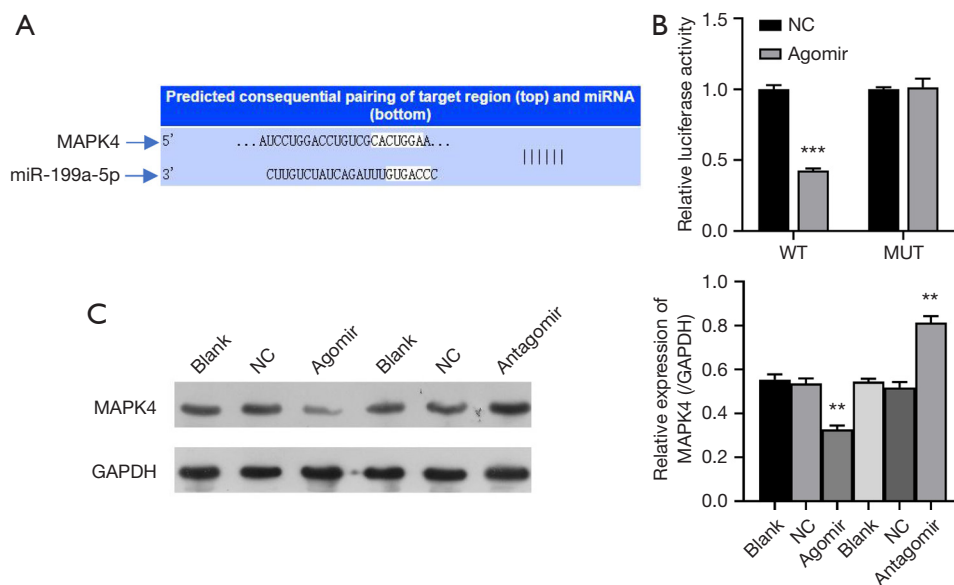 A
Predicted consequential pairing of target region (top) and miRNA
(bottom)
MAPK4
5'
...AUCCUGGACCUGUCGCACUGGAA...
||||||
miR-199a-5p
3'
CUUGUCUAUCAGAUUUGUGACCC
B
NC
Agomir
Relative luciferase activity
1.5
1.0
0.5
0.0
***
WT
MUT
C
Blank
NC
Agomir
Blank
NC
Antagomir
MAPK4
GAPDH
Relative expression of
MAPK4 (/GAPDH)
1.0
0.8
0.6
0.4
0.2
0.0
**
**
Blank
NC
Agomir
Blank
NC
Antagomir